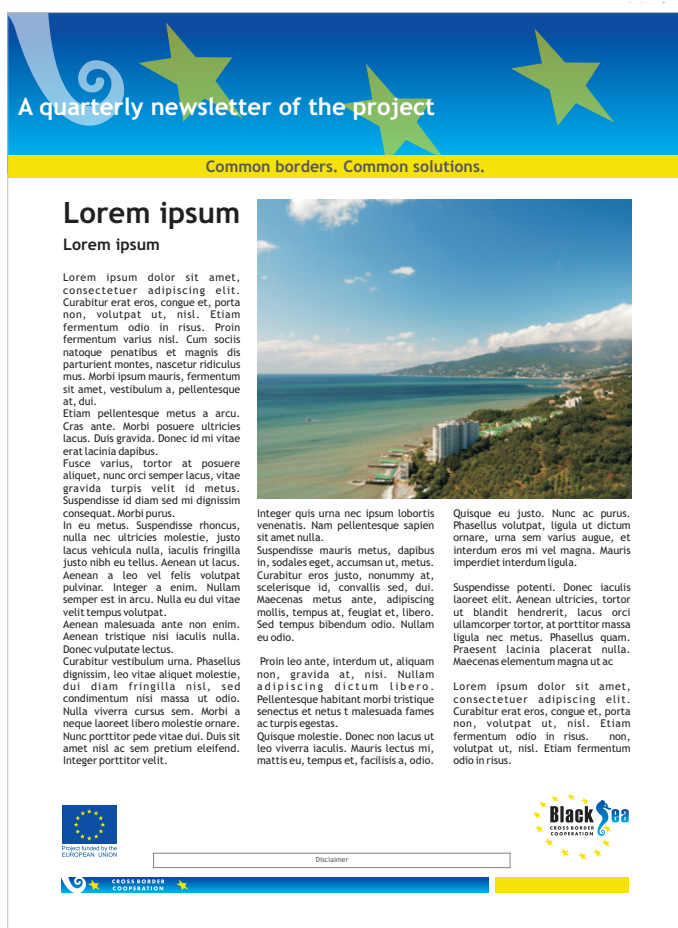 A quarterly newsletter of the project
Common borders. Common solutions.
Lorem ipsum
Lorem ipsum
Lorem ipsum dolor sit amet,
consectetuer adipiscing elit.
Curabitur erat eros, congue et, porta
non, volutpat ut, nisl. Etiam
fermentum odio in risus. Proin
fermentum varius nisl. Cum sociis
natoque penatibus et magnis dis
parturient montes, nascetur ridiculus
mus. Morbi ipsum mauris, fermentum
sit amet, vestibulum a, pellentesque
at, dui.
Etiam pellentesque metus a arcu.
Cras ante. Morbi posuere ultricies
lacus. Duis gravida. Donec id mi vitae
erat lacinia dapibus.
Fusce varius, tortor at posuere
aliquet, nunc orci semper lacus, vitae
gravida turpis velit id metus.
Suspendisse id diam sed mi dignissim
consequat. Morbi purus.
In eu metus. Suspendisse rhoncus,
nulla nec ultricies molestie, justo
lacus vehicula nulla, iaculis fringilla
justo nibh eu tellus. Aenean ut lacus.
Aenean a leo vel felis volutpat
pulvinar. Integer a enim. Nullam
semper est in arcu. Nulla eu dui vitae
velit tempus volutpat.
Aenean malesuada ante non enim.
Aenean tristique nisi iaculis nulla.
Donec vulputate lectus.
Curabitur vestibulum urna. Phasellus
dignissim, leo vitae aliquet molestie,
dui diam fringilla nisl, sed
condimentum nisi massa ut odio.
Nulla viverra cursus sem. Morbi a
neque laoreet libero molestie ornare.
Nunc porttitor pede vitae dui. Duis sit
amet nisl ac sem pretium eleifend.
Integer porttitor velit.
Integer quis urna nec ipsum lobortis
venenatis. Nam pellentesque sapien
sit amet nulla.
Suspendisse mauris metus, dapibus
in, sodales eget, accumsan ut, metus.
Curabitur eros justo, nonummy at,
scelerisque id, convallis sed, dui.
Maecenas metus ante, adipiscing
mollis, tempus at, feugiat et, libero.
Sed tempus bibendum odio. Nullam
eu odio.
Proin leo ante, interdum ut, aliquam
non, gravida at, nisi. Nullam
adipiscing dictum libero.
Pellentesque habitant morbi tristique
senectus et netus t malesuada fames
ac turpis egestas.
Quisque molestie. Donec non lacus ut
leo viverra iaculis. Mauris lectus mi,
mattis eu, tempus et, facilisis a, odio.
Quisque eu justo. Nunc ac purus.
Phasellus volutpat, ligula ut dictum
ornare, urna sem varius augue, et
interdum eros mi vel magna. Mauris
imperdiet interdum ligula.
Suspendisse potenti. Donec iaculis
laoreet elit. Aenean ultricies, tortor
ut blandit hendrerit, lacus orci
ullamcorper tortor, at porttitor massa
ligula nec metus. Phasellus quam.
Praesent lacinia placerat nulla.
Maecenas elementum magna ut ac
Lorem ipsum dolor sit amet,
consectetuer adipiscing elit.
Curabitur erat eros, congue et, porta
non, volutpat ut, nisl. Etiam
fermentum odio in risus. non,
volutpat ut, nisl. Etiam fermentum
odio in risus.
Project funded by the
EUROPEAN UNION
Disclaimer
Black Sea
CROSS BORDER
COOPERATION
CROSS BORDER
COOPERATION